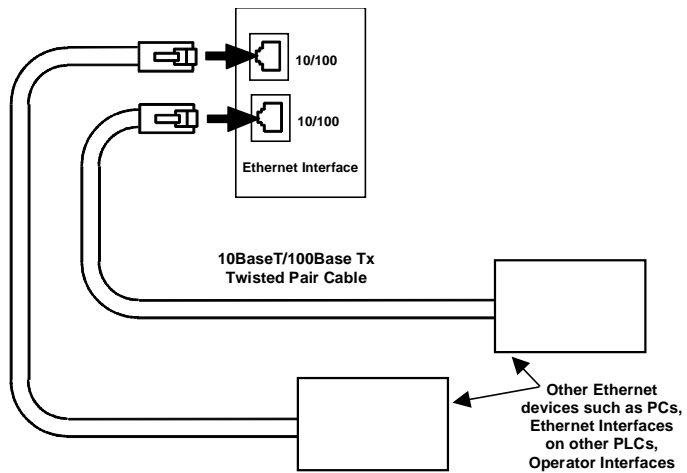 10/100
10/100
Ethernet Interface
10BaseT/100Base Tx
Twisted Pair Cable
Other Ethernet
devices such as PCs,
Ethernet Interfaces
on other PLCs,
Operator Interfaces